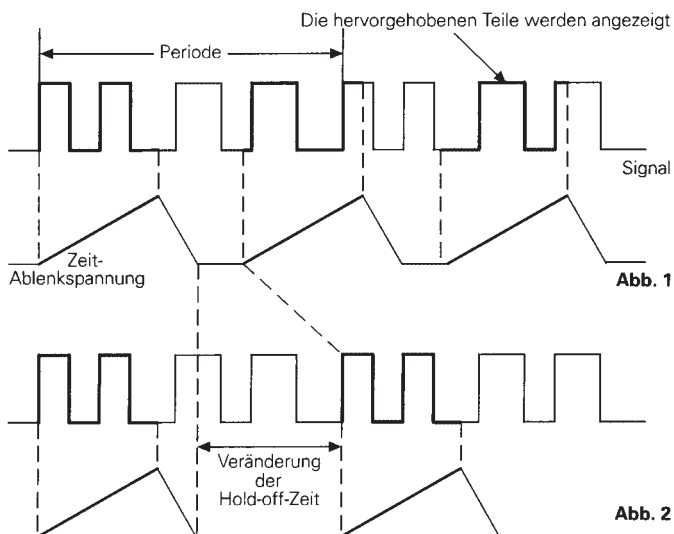 Die hervorgehobenen Teile werden angezeigt
Periode
Signal
Zeit-
Ablenkspannung
Abb. 1
Veränderung
der
Hold-off-Zeit
Abb. 2